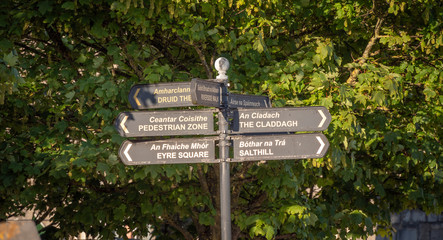 Amharclann
DRUID THE
Ceantar Coisithe
PEDESTRIAN ZONE
An Cladach
THE CLADDAGH
An Fhaiche Mhór
EYRE SQUARE
Bóthar na Trá
SALTHILL